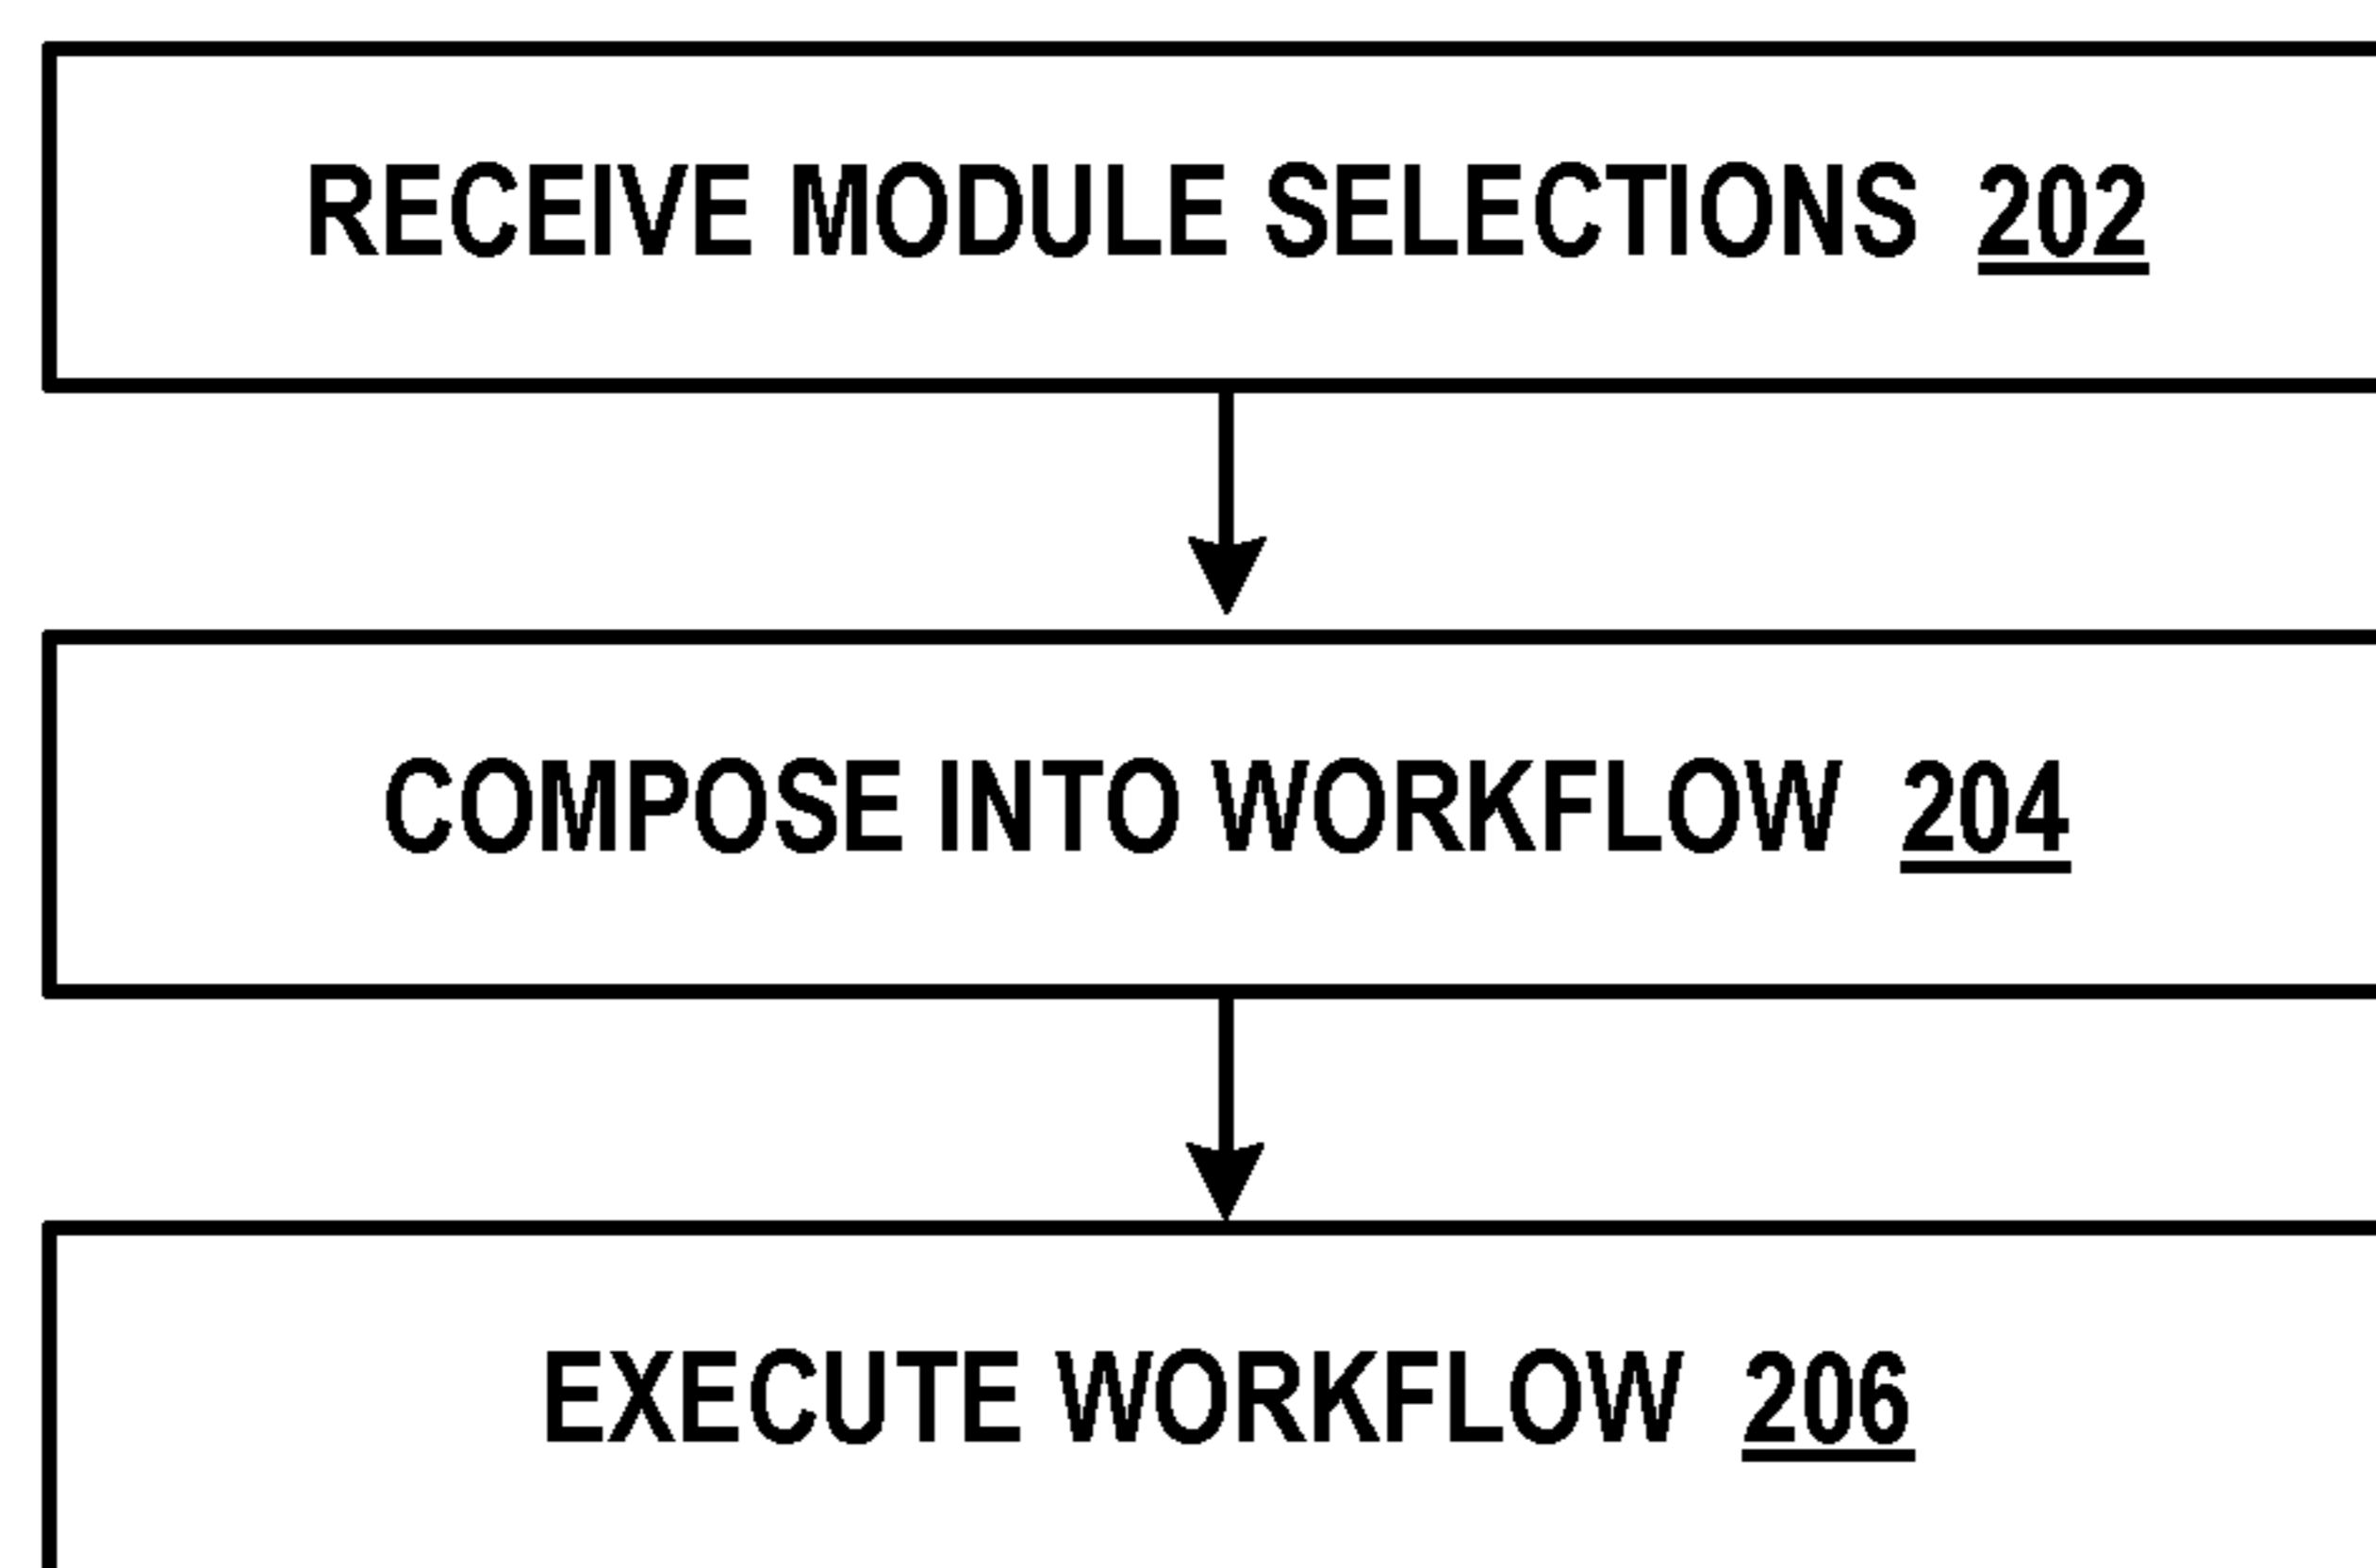 RECEIVE MODULE SELECTIONS 202
COMPOSE INTO WORKFLOW 204
EXECUTE WORKFLOW 206